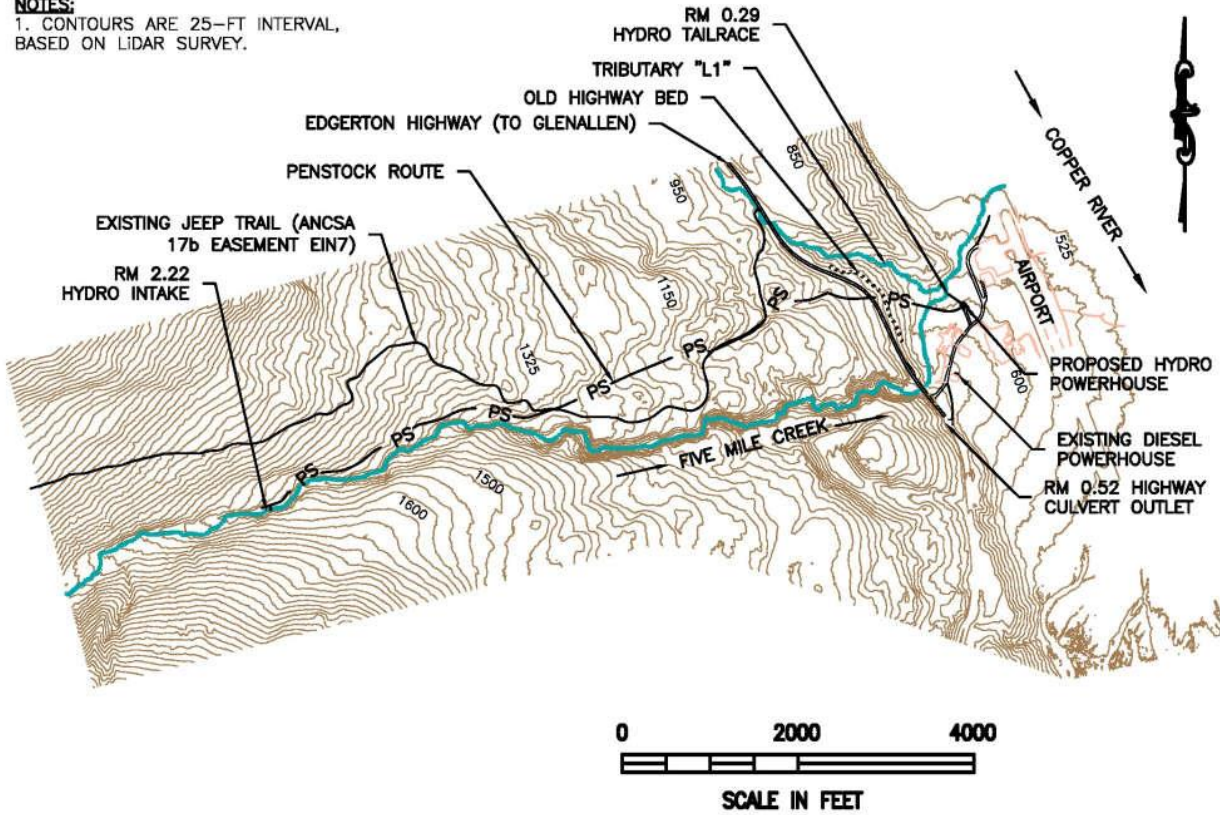 NOTES:
1. CONTOURS ARE 25-FT INTERVAL,
BASED ON LiDAR SURVEY.
RM 0.29
HYDRO TAILRACE
TRIBUTARY "L1"
OLD HIGHWAY BED
EDGERTON HIGHWAY (TO GLENALLEN)
PENSTOCK ROUTE
EXISTING JEEP TRAIL (ANCSA
17b EASEMENT EIN7)
RM 2.22
HYDRO INTAKE
COPPER RIVER
850
950
525
AIRPORT
1150
PS
PS
PS
1325
PS
PS
PS
PS
600
PROPOSED HYDRO
POWERHOUSE
FIVE MILE CREEK
EXISTING DIESEL
POWERHOUSE
1500
1600
RM 0.52 HIGHWAY
CULVERT OUTLET
0 2000 4000
SCALE IN FEET